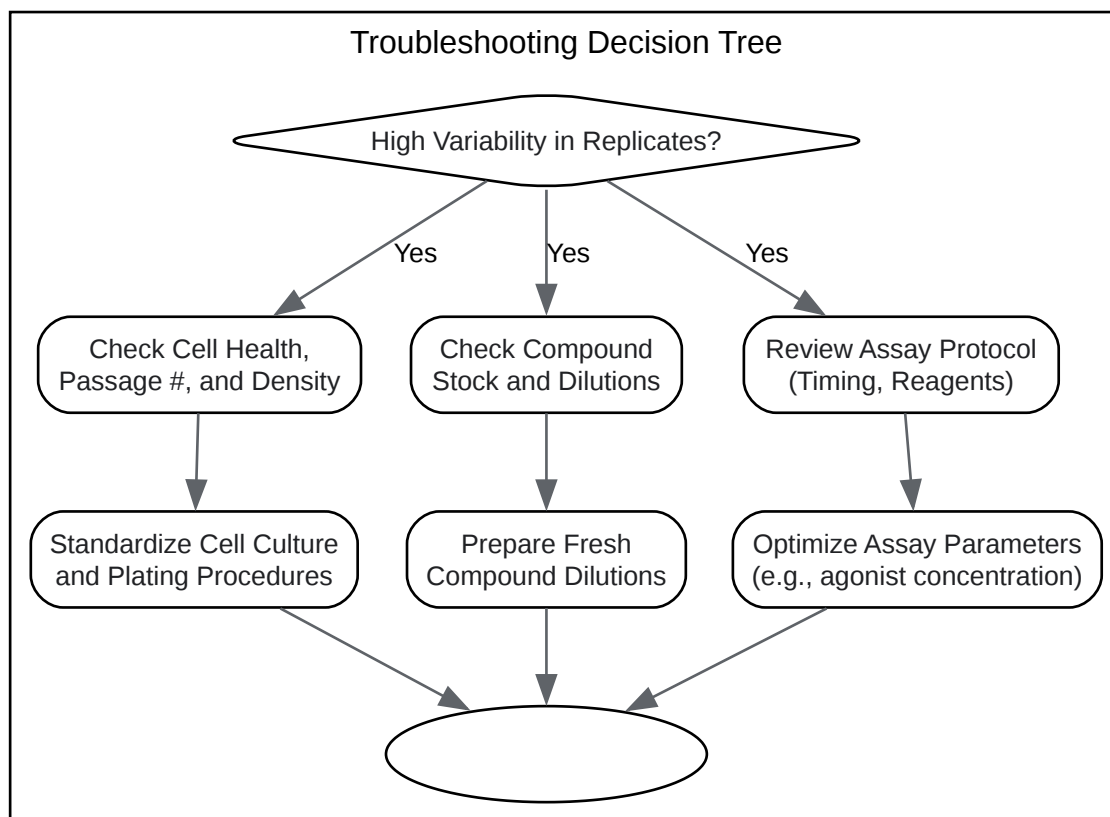 Troubleshooting Decision Tree
High Variability in Replicates?
Yes
Yes
Yes
Check Cell Health,
Passage #, and Density
Check Compound
Stock and Dilutions
Review Assay Protocol
(Timing, Reagents)
Standardize Cell Culture
and Plating Procedures
Prepare Fresh
Compound Dilutions
Optimize Assay Parameters
(e.g., agonist concentration)